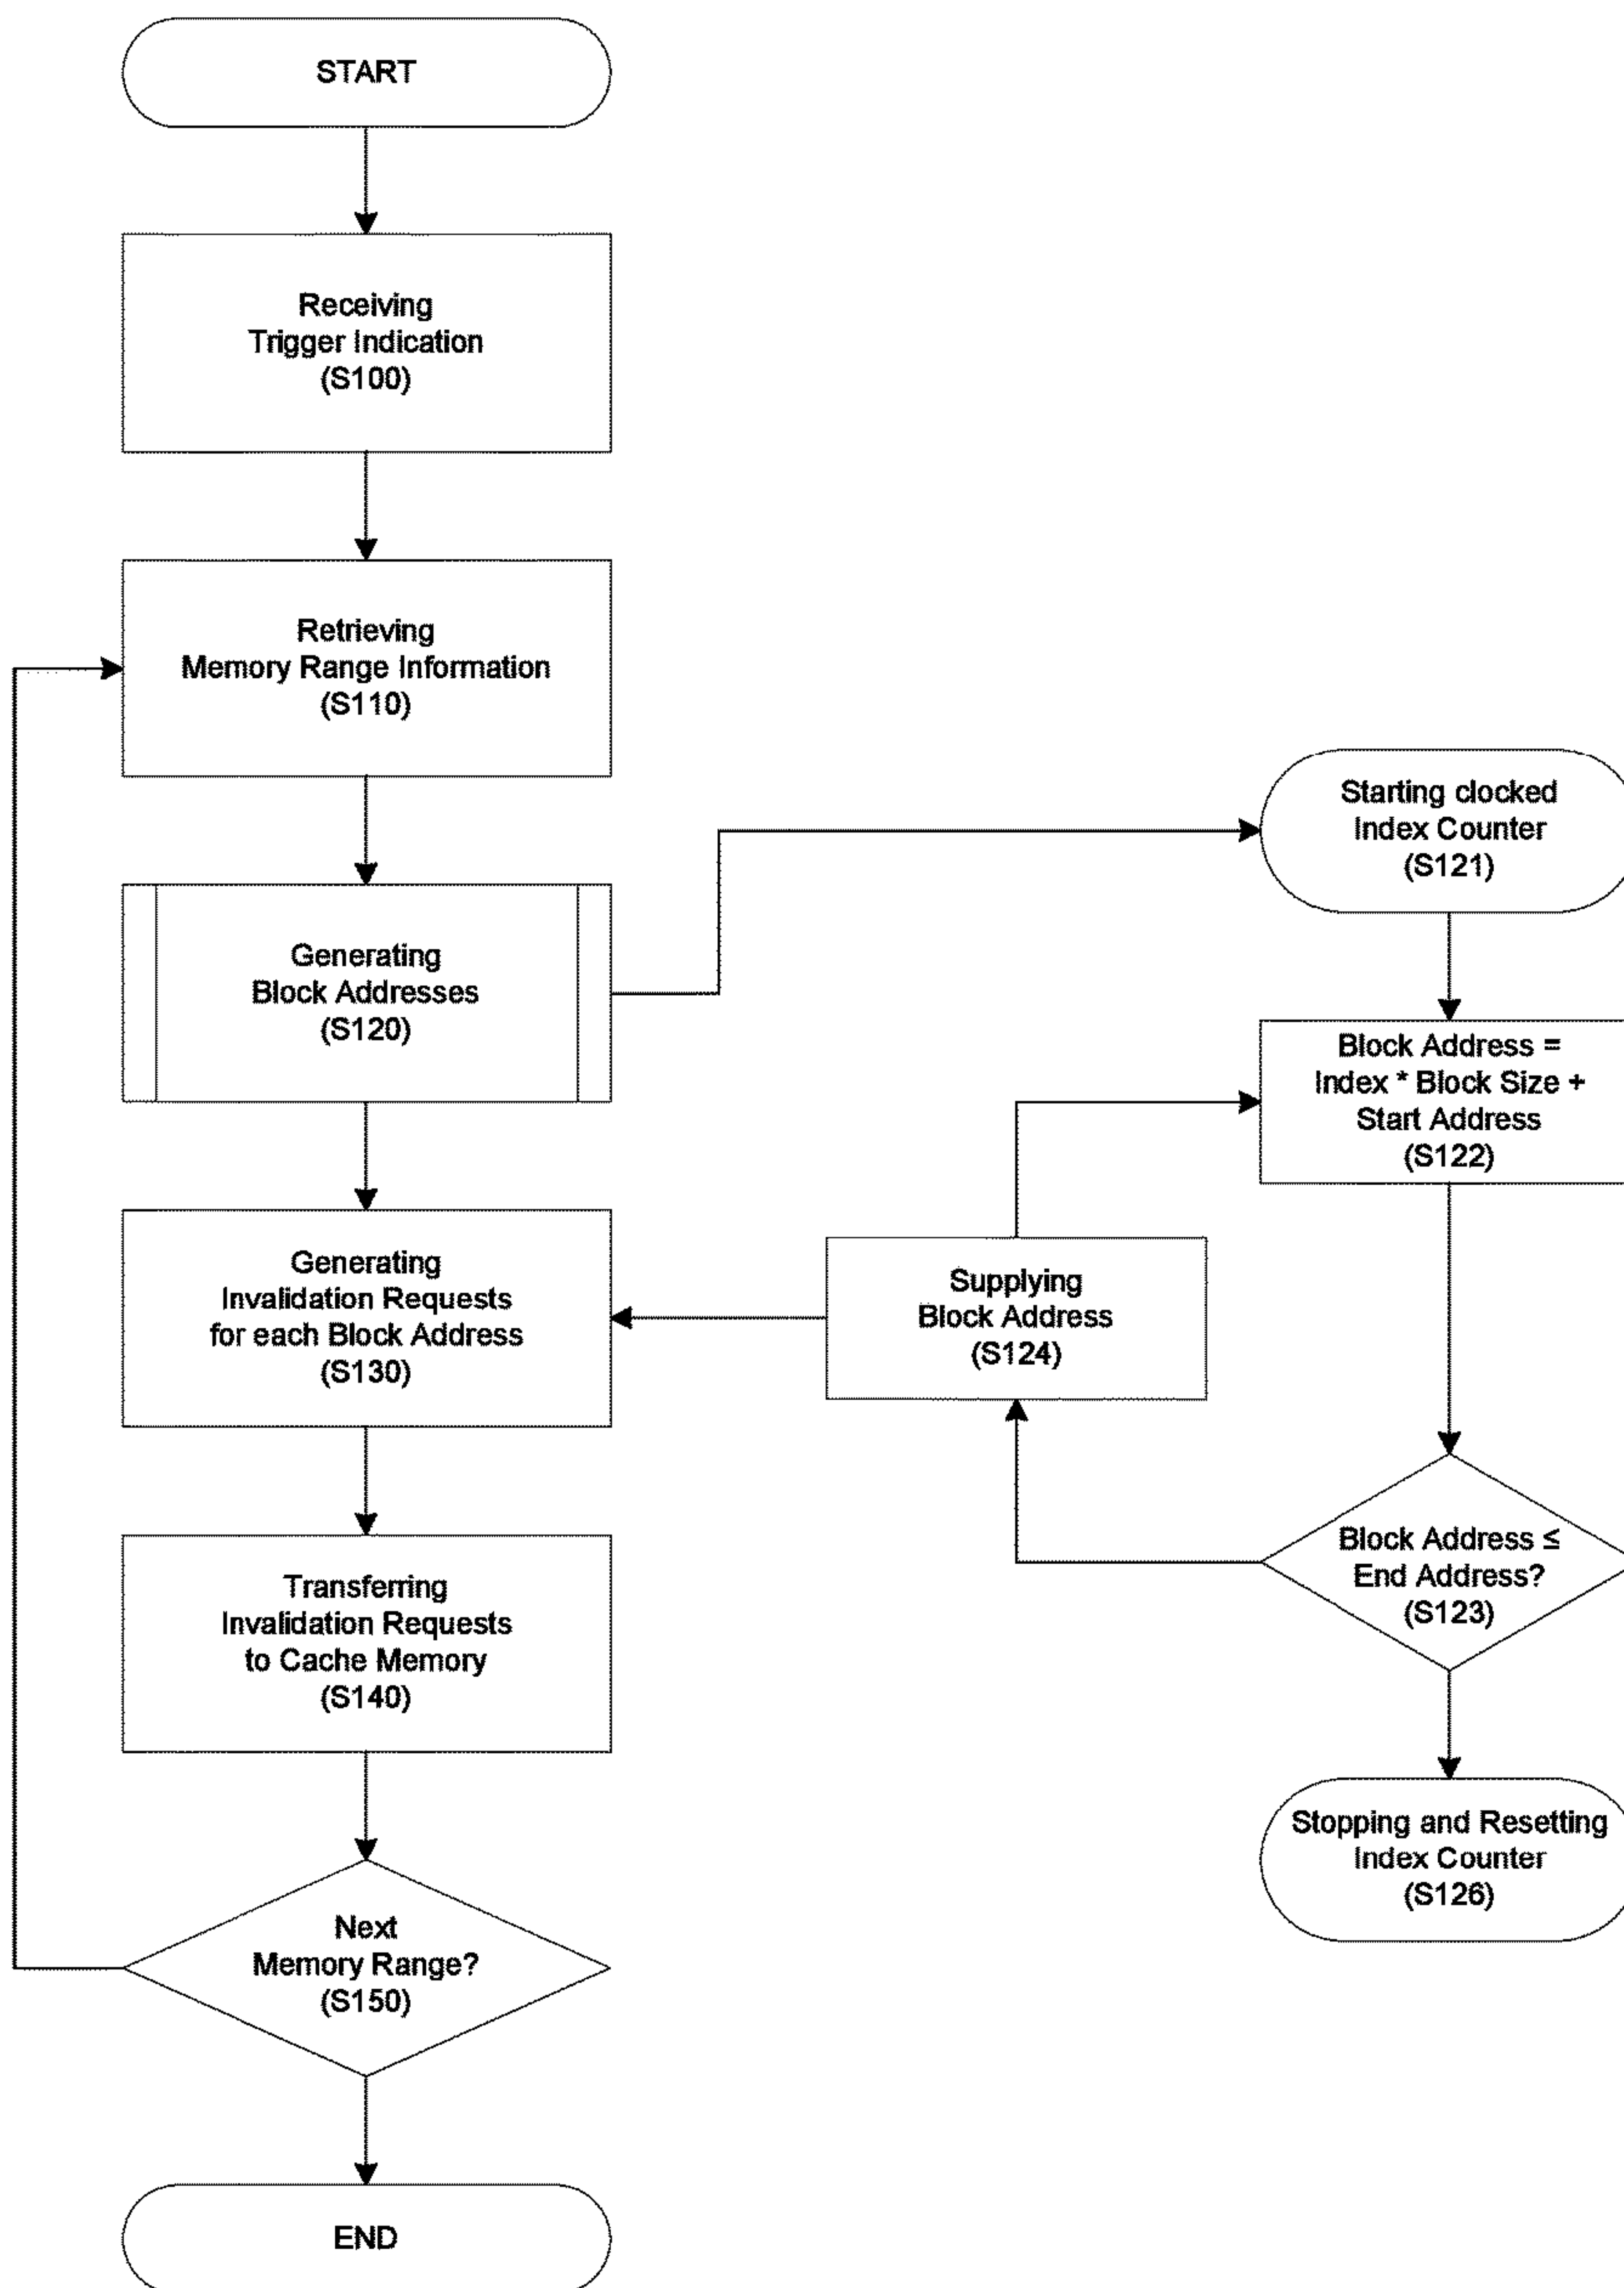 START
Receiving
Trigger Indication
(S100)
Retrieving
Memory Range Information
(S110)
Generating
Block Addresses
(S120)
Generating
Invalidation Requests
for each Block Address
(S130)
Transferring
Invalidation Requests
to Cache Memory
(S140)
Next
Memory Range?
(S150)
END
Starting clocked
Index Counter
(S121)
Block Address =
Index * Block Size +
Start Address
(S122)
Supplying
Block Address
(S124)
Block Address ≤
End Address?
(S123)
Stopping and Resetting
Index Counter
(S126)